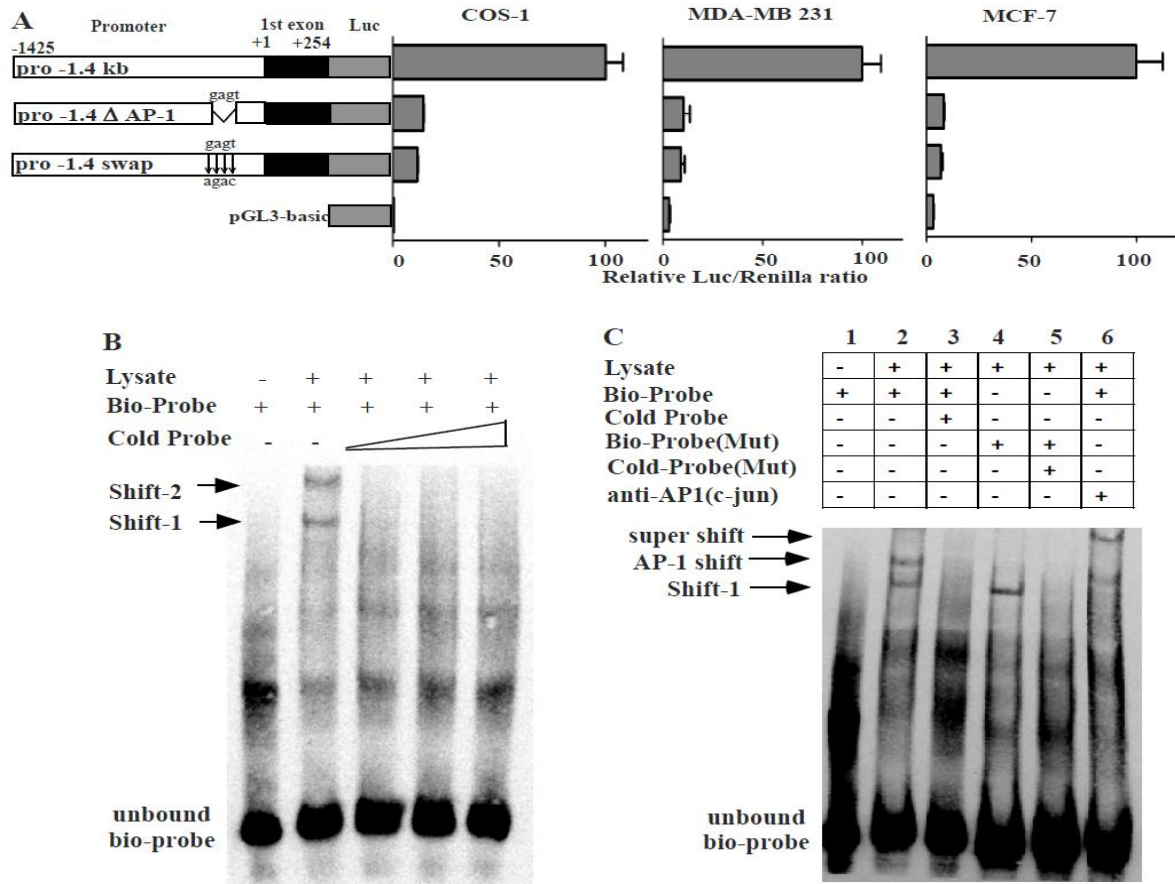 A
Promoter
1st exon
Luc
COS-1
MDA-MB 231
MCF-7
-1425
+1
+254
pro -1.4 kb
gagt
pro -1.4 Δ AP-1
gagt
pro -1.4 swap
agac
pGL3-basic
0 50 100
0 50 100
0 50 100
Relative Luc/Renilla ratio
B
Lysate - + + + +
Bio-Probe + + + + +
Cold Probe - -
Shift-2
Shift-1
unbound
bio-probe
C
1 2 3 4 5 6
Lysate - + + + + +
Bio-Probe + + + - - +
Cold Probe - - + - - -
Bio-Probe(Mut) - - - + + -
Cold-Probe(Mut) - - - - + -
anti-AP1(c-jun) - - - - - +
super shift
AP-1 shift
Shift-1
unbound
bio-probe